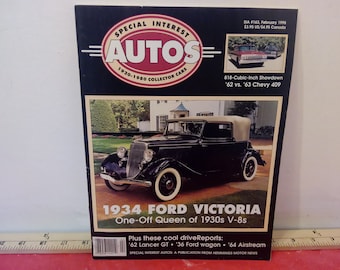 SIA #163, February 1998
$3.95 US/$4.95 Canada
SPECIAL INTEREST
AUTOS
1930-1980 COLLECTOR CARS
818-Cubic-Inch Showdown
'62 vs. '63 Chevy 409
1934 FORD VICTORIA
One-Off Queen of 1930s V-8s
Plus these cool driveReports:
'62 Lancer GT • '36 Ford wagon • '64 Airstream
SPECIAL INTEREST AUTOS: A PUBLICATION FROM HEMMINGS MOTOR NEWS